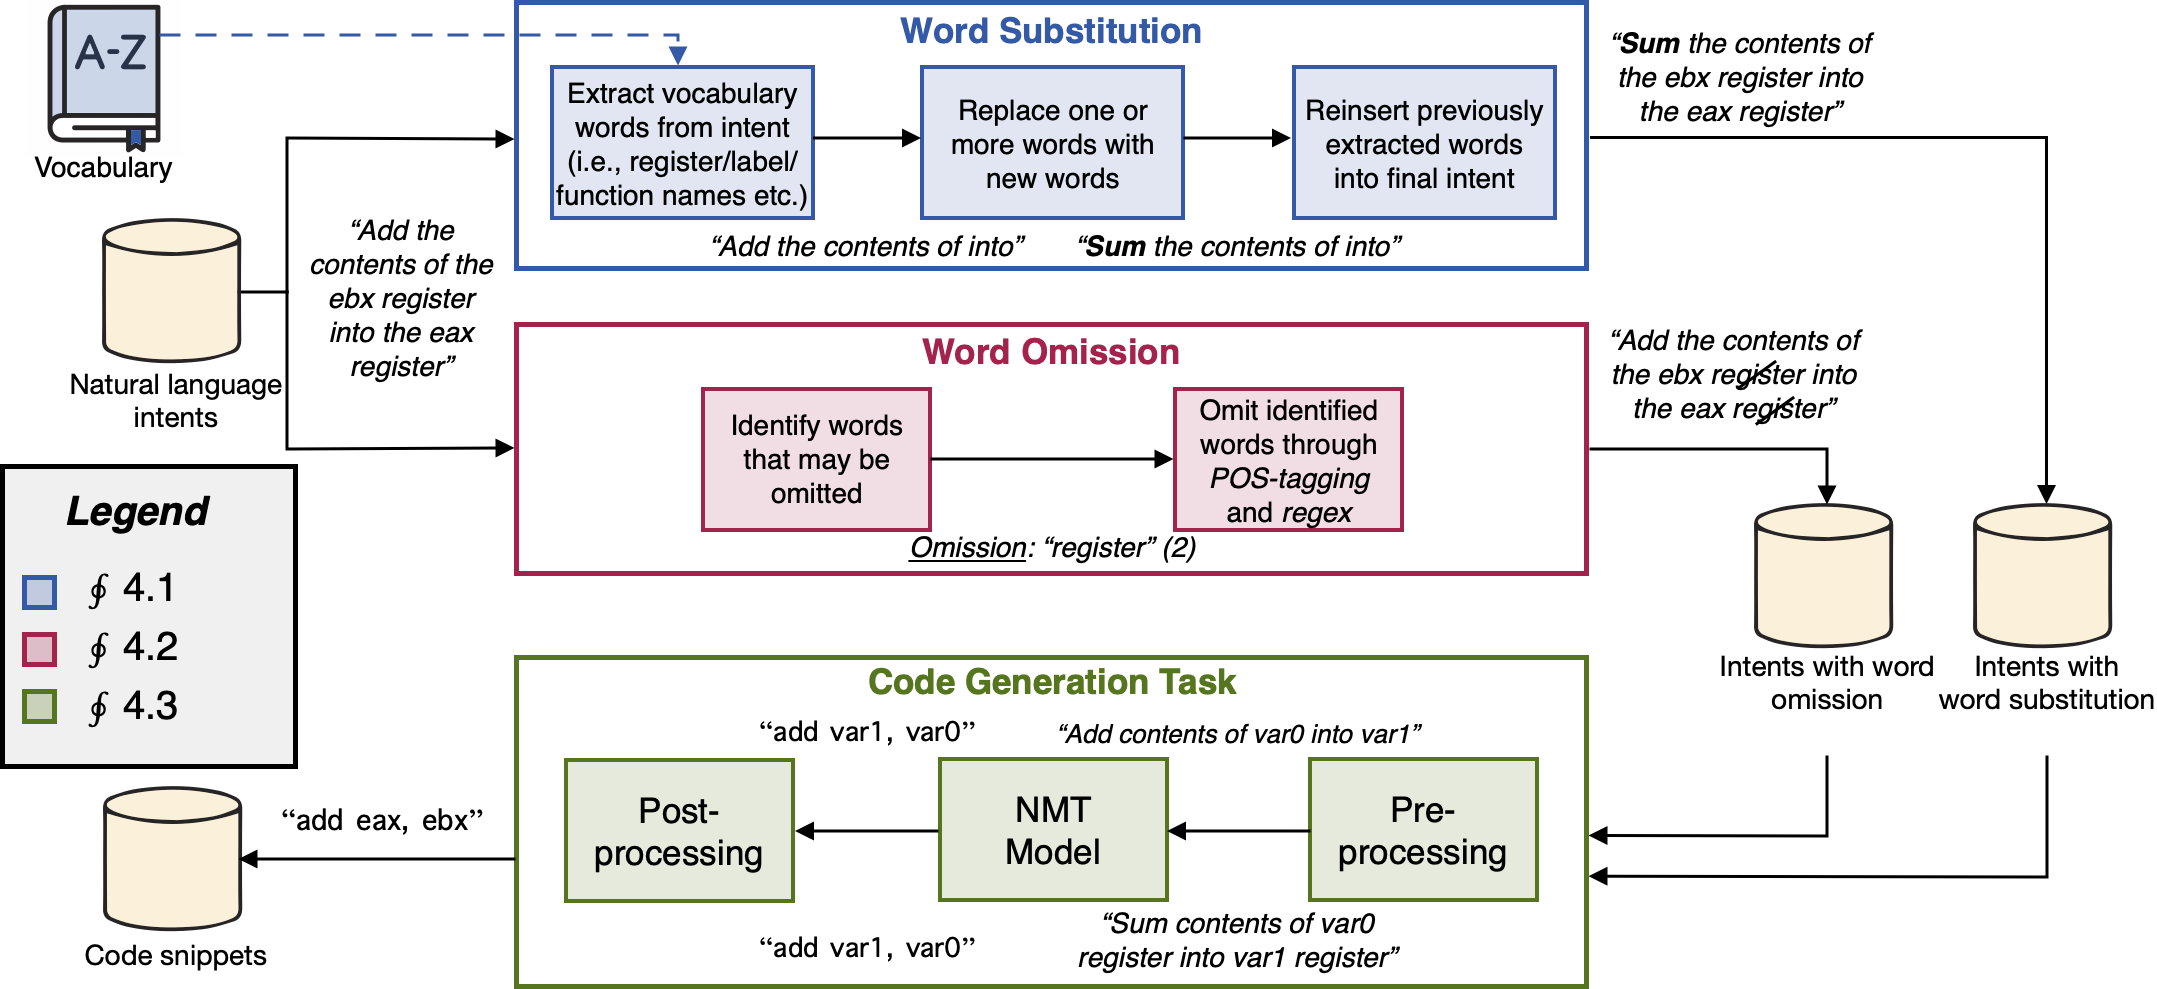 A-Z
Vocabulary
Natural language
intents
“Add the
contents of the
ebx register
into the eax
register”
Word Substitution
Extract vocabulary
words from intent
(i.e., register/label/
function names etc.)
Replace one or
more words with
new words
Reinsert previously
extracted words
into final intent
“Add the contents of into”
“Sum the contents of into”
“Sum the contents of
the ebx register into
the eax register”
Word Omission
Identify words
that may be
omitted
Omit identified
words through
POS-tagging
and regex
Omission: “register” (2)
“Add the contents of
the ebx register into
the eax register”
Intents with word
omission
Intents with
word substitution
Legend
∮ 4.1
∮ 4.2
∮ 4.3
Code Generation Task
“add var1, var0”
“Add contents of var0 into var1”
Post-
processing
NMT
Model
Pre-
processing
“add var1, var0”
“Sum contents of var0
register into var1 register”
“add eax, ebx”
Code snippets